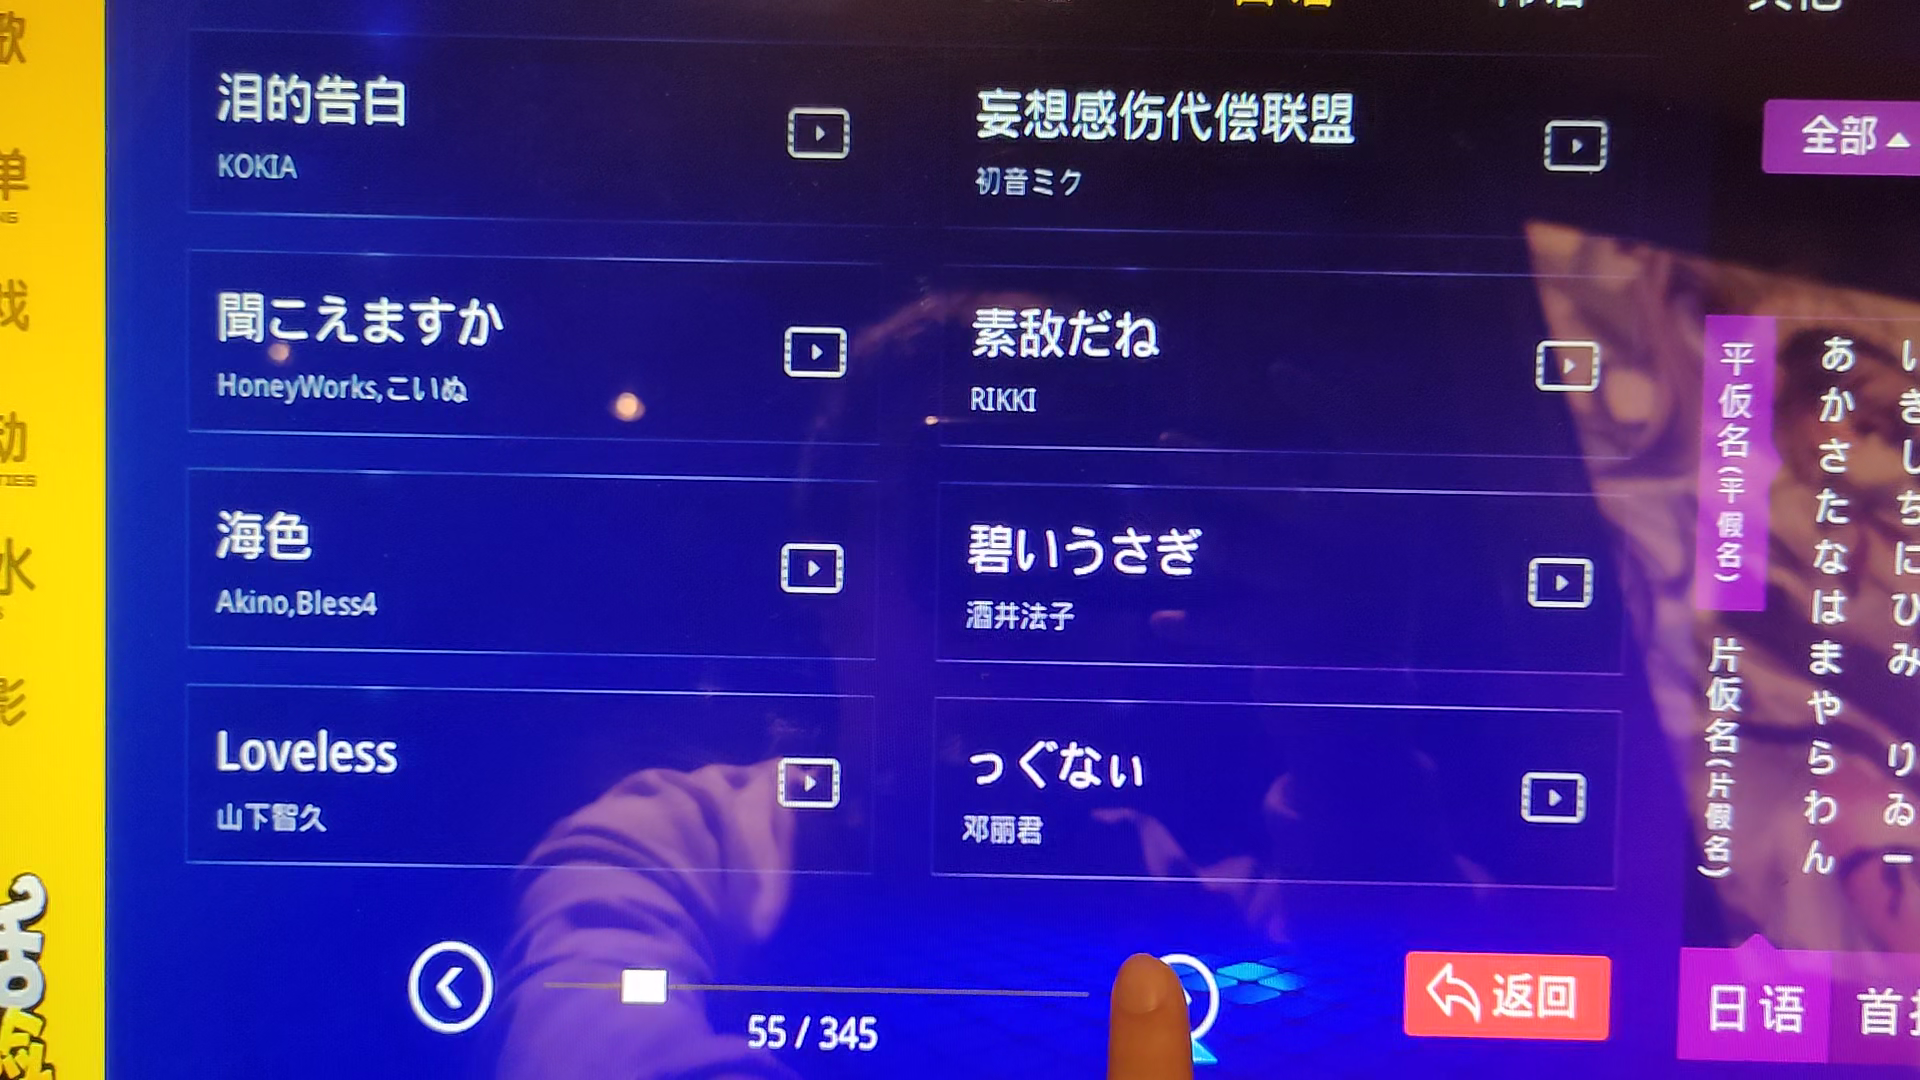 泪的告白
KOKIA
妄想感伤代偿联盟
初音ミク
全部
聞こえますか
HoneyWorks,こいぬ
素敌だね
RIKKI
海色
Akino,Bless4
碧いうさぎ
酒井法子
Loveless
山下智久
っぐなぃ
邓丽君
平仮名(平假名)
片仮名(片假名)
あかさたなはまやらわん
55 / 345
返回
日语